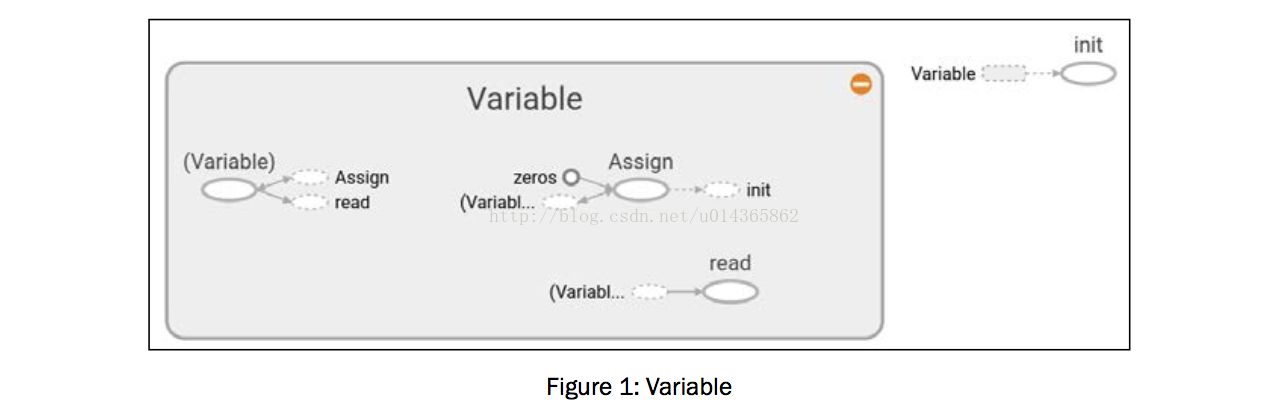 init
Variable
Variable
(Variable)
Assign
read
Assign
zeros
(Variabl...
init
http://blog.csdn.net/u014365862
read
(Variabl...
Figure 1: Variable